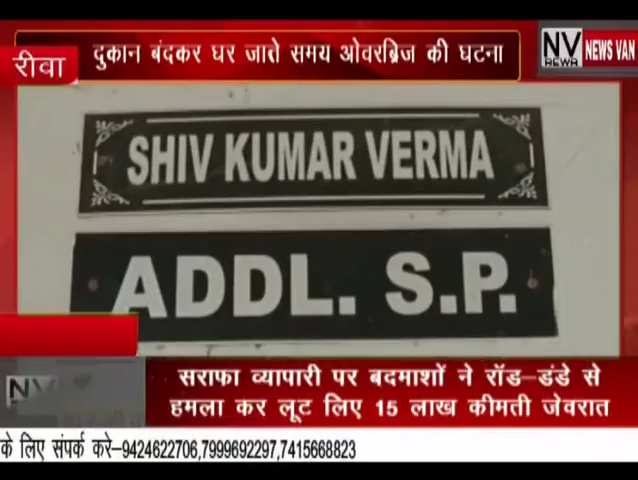 दुकान बंदकर घर जाते समय ओवरब्रिज की घटना
रीवा
NV
REWA
NEWS VAN
SHIV KUMAR VERMA
ADDL. S.P.
NV
सराफा व्यापारी पर बदमाशों ने रॉड-डंडे से
हमला कर लूट लिए 15 लाख कीमती जेवरात
के लिए संपर्क करे-9424622706,7999692297,7415668823